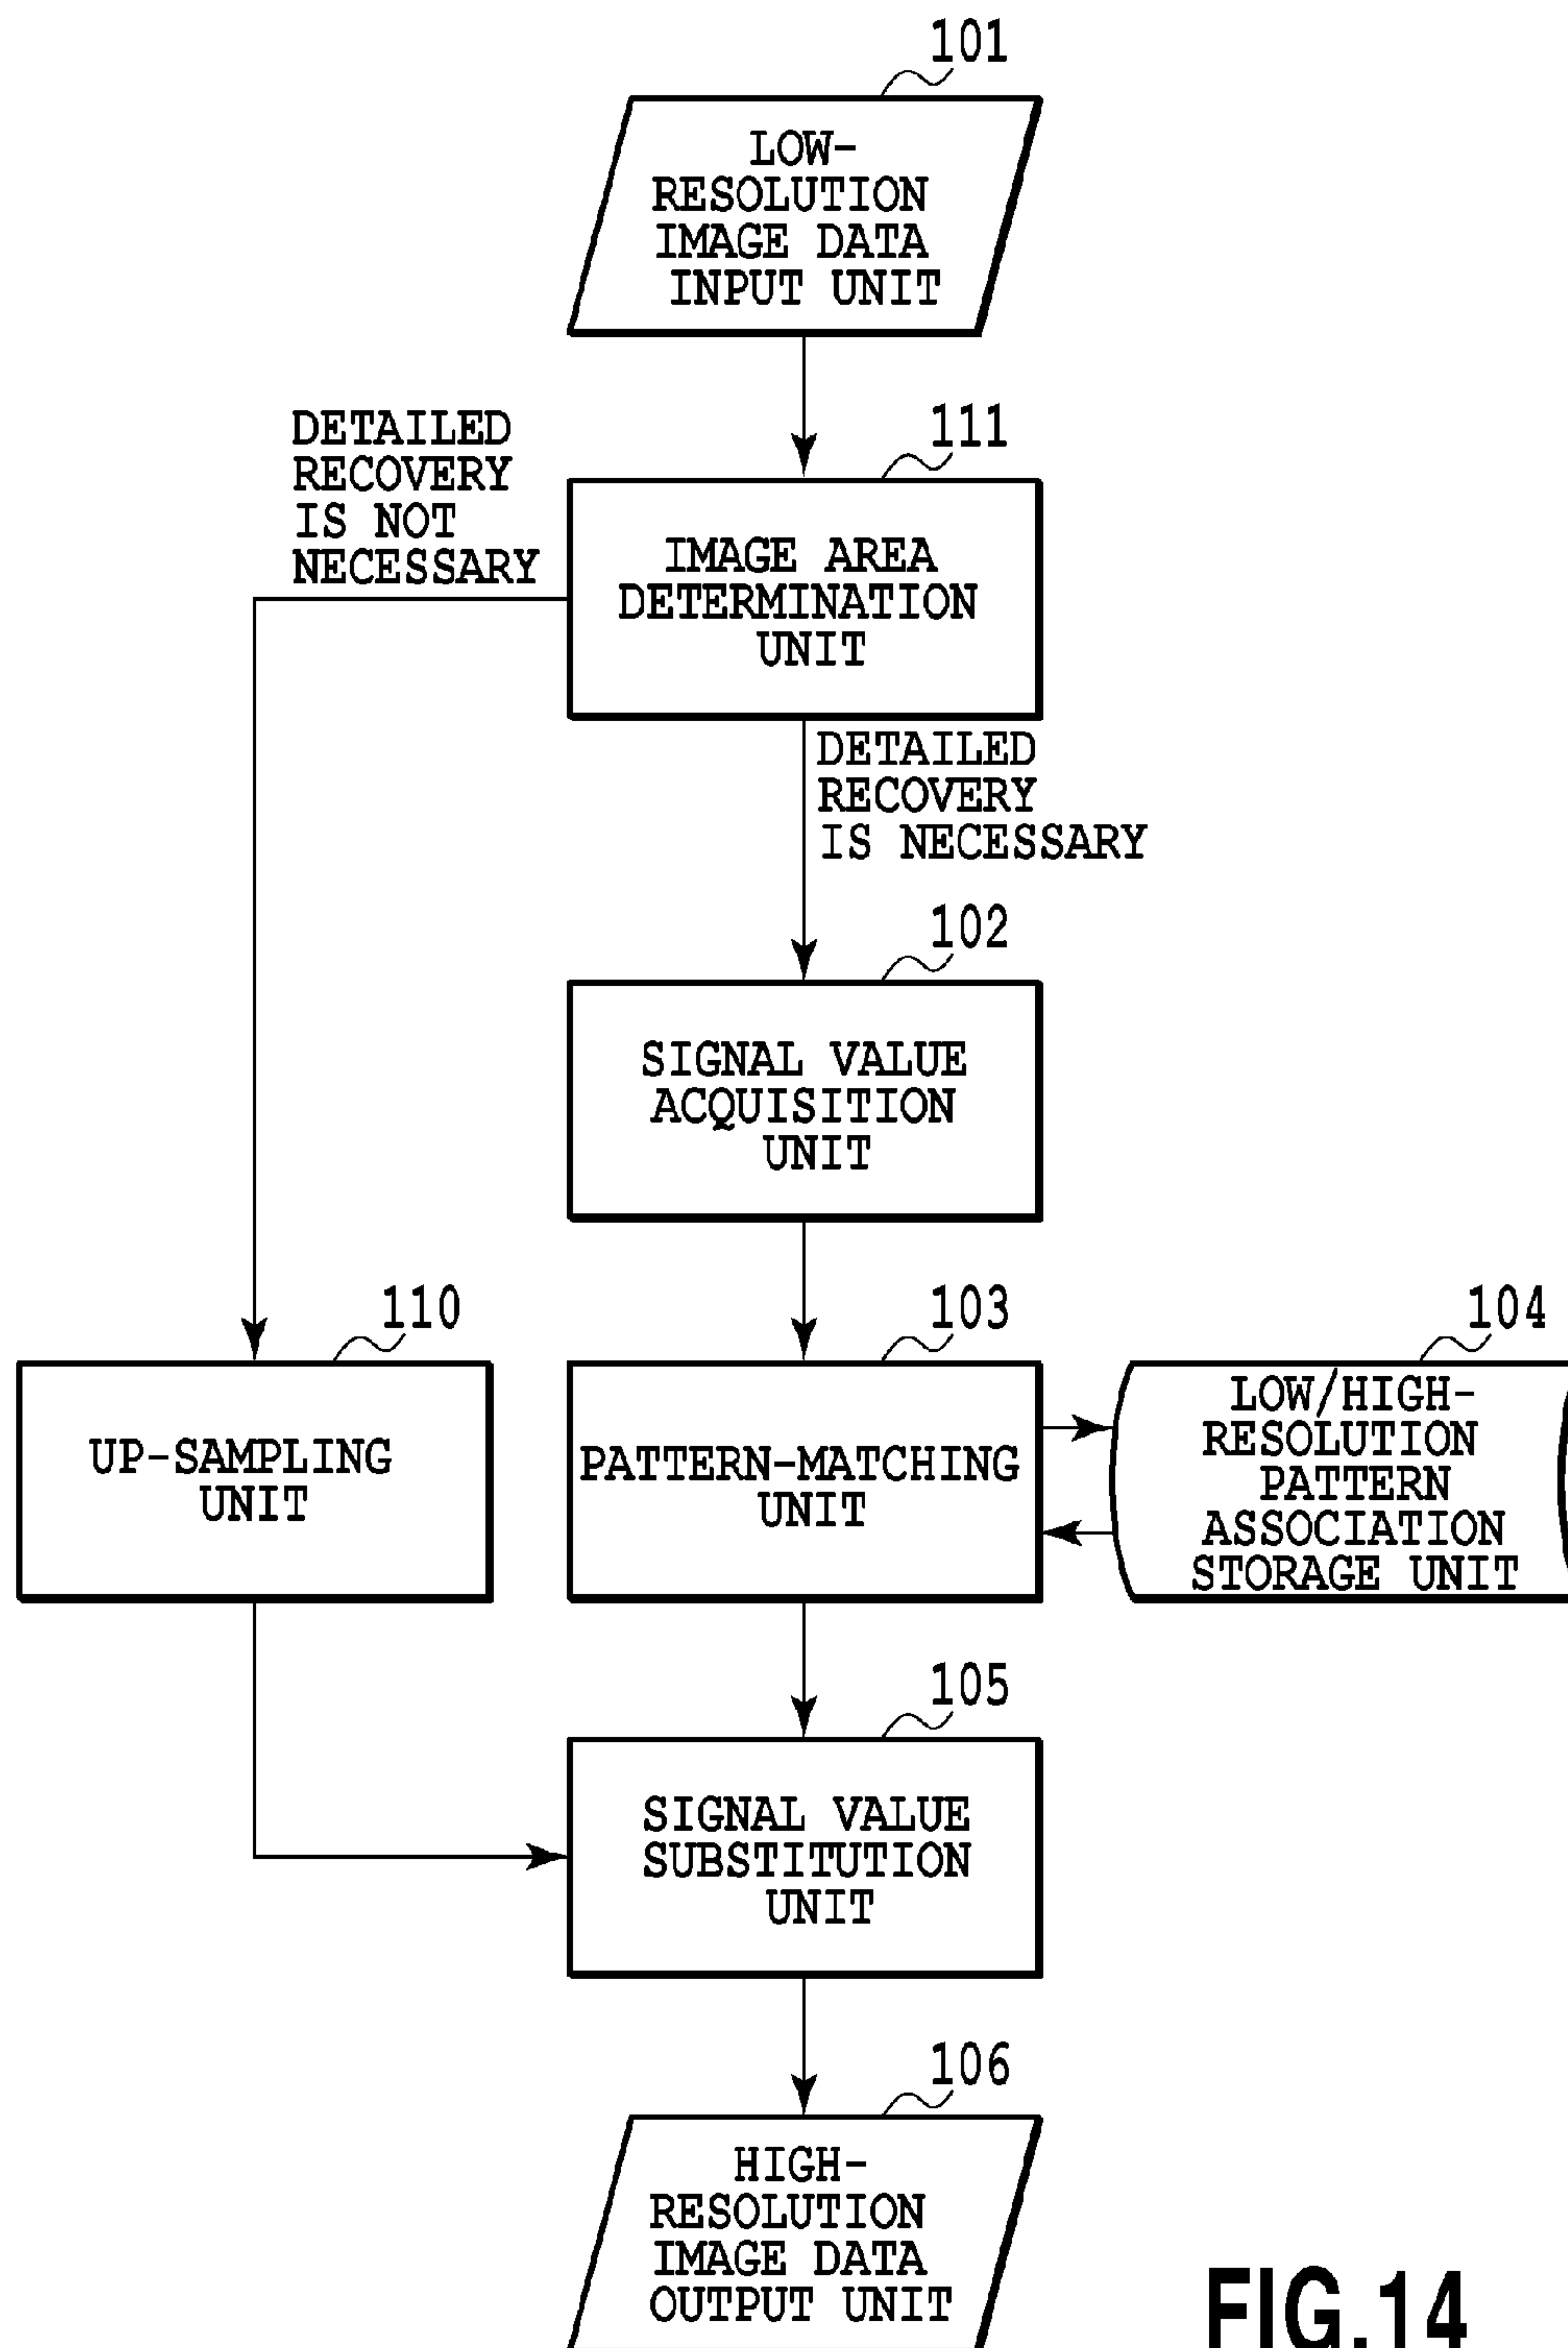 101
LOW-
RESOLUTION
IMAGE DATA
INPUT UNIT
DETAILED
RECOVERY
IS NOT
NECESSARY
111
IMAGE AREA
DETERMINATION
UNIT
DETAILED
RECOVERY
IS NECESSARY
102
SIGNAL VALUE
ACQUISITION
UNIT
110
UP-SAMPLING
UNIT
103
PATTERN-MATCHING
UNIT
104
LOW/HIGH-
RESOLUTION
PATTERN
ASSOCIATION
STORAGE UNIT
105
SIGNAL VALUE
SUBSTITUTION
UNIT
106
HIGH-
RESOLUTION
IMAGE DATA
OUTPUT UNIT
FIG.14